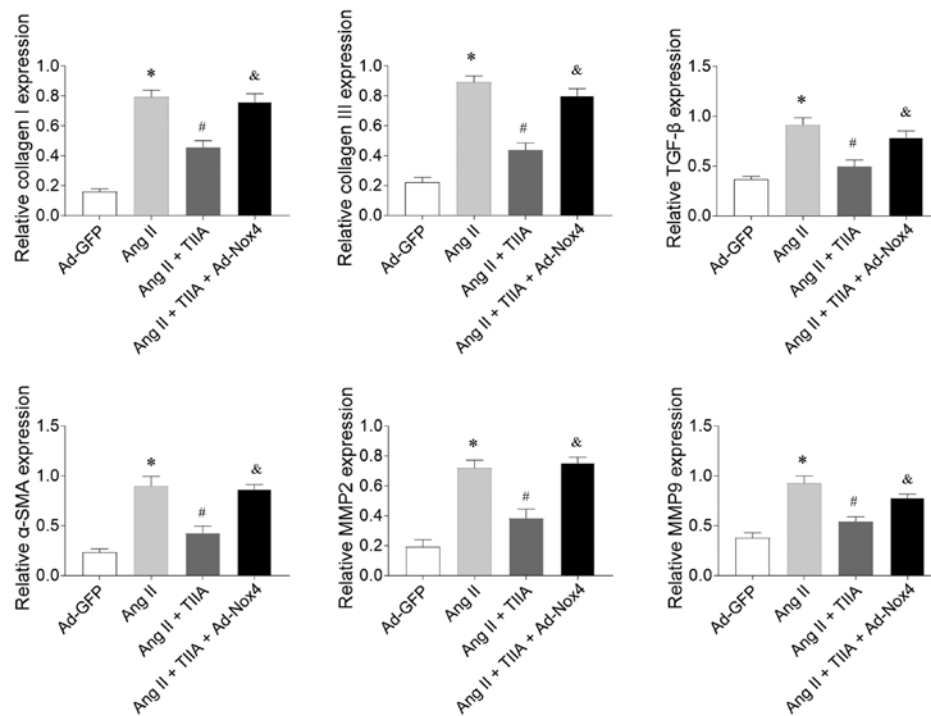 Relative collagen I expression
1.0
0.8
0.6
0.4
0.2
0.0
*
#
&
Ad-GFP
Ang II
Ang II + TIIA
Ang II + TIIA + Ad-Nox4
Relative collagen III expression
1.0
0.8
0.6
0.4
0.2
0.0
*
#
&
Ad-GFP
Ang II
Ang II + TIIA
Ang II + TIIA + Ad-Nox4
Relative TGF-β expression
1.5
1.0
0.5
0.0
*
#
&
Ad-GFP
Ang II
Ang II + TIIA
Ang II + TIIA + Ad-Nox4
Relative α-SMA expression
1.5
1.0
0.5
0.0
*
#
&
Ad-GFP
Ang II
Ang II + TIIA
Ang II + TIIA + Ad-Nox4
Relative MMP2 expression
1.0
0.8
0.6
0.4
0.2
0.0
*
#
&
Ad-GFP
Ang II
Ang II + TIIA
Ang II + TIIA + Ad-Nox4
Relative MMP9 expression
1.5
1.0
0.5
0.0
*
#
&
Ad-GFP
Ang II
Ang II + TIIA
Ang II + TIIA + Ad-Nox4